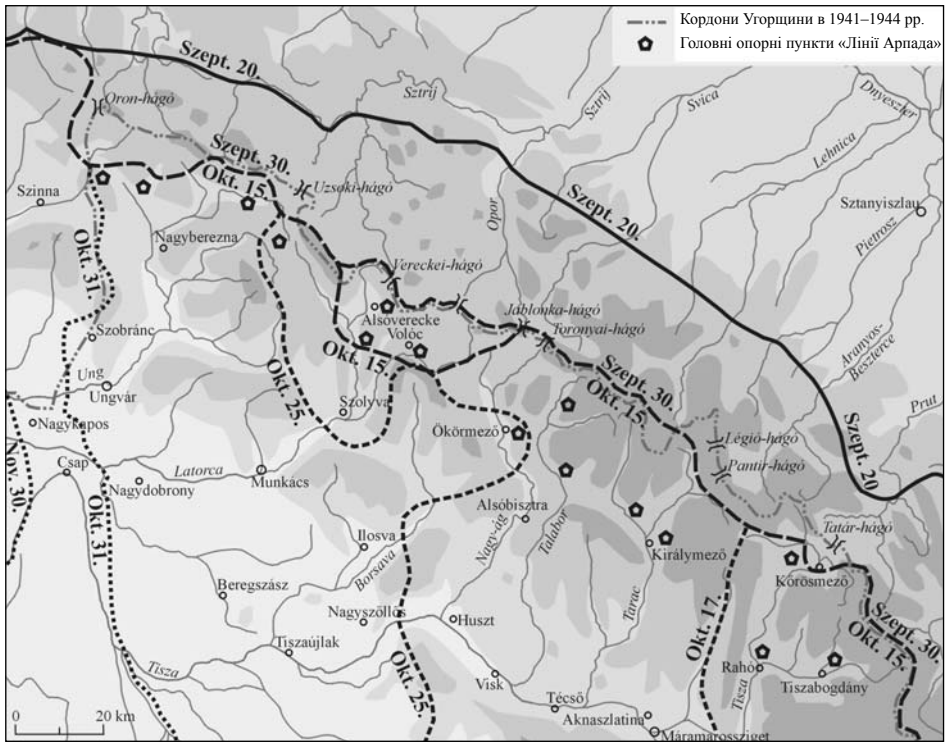 Кордони Угорщини в 1941–1944 рр.
Головні опорні пункти «Лінії Арпада»
Szept. 20.
Oron-hágó
Sztrij
Sztrij
Svica
Dnyeszter
Lehnica
Szept. 30.
Okt. 15.
Uzsoki-hágó
Szinna
Opor
Szept. 20.
Sztanyiszlau
Pietrosz
Nagyberezna
Okt. 31.
Vereckei-hágó
Alsóverecke
Jablonka-hágó
Toronyai-hágó
Volóc
Szobránc
Okt. 15.
Aranyos-
Beszterce
Szept. 30.
Okt. 15.
Ung
Ungvár
Okt. 25.
Szolyva
Prut
Nagykapos
Ökörmező
Légió-hágó
Csap
Latorca
Munkács
Pantir-hágó
Szept. 20
Nagydobrony
ov. 30.
Okt. 31.
Alsóbisztra
Nagy-ág
Talabor
Tatár-hágó
Ilosva
Borsava
Királymező
Kőrösmező
Beregszász
Nagyszőllős
Huszt
Tarac
Okt. 17.
Szept. 30.
Okt. 15.
Tiszaújlak
Tisza
Okt. 25.
Visk
Rahó
Tisza
Tiszabogdány
Técső
Aknaszlatina
Máramarossziget
0 20 km